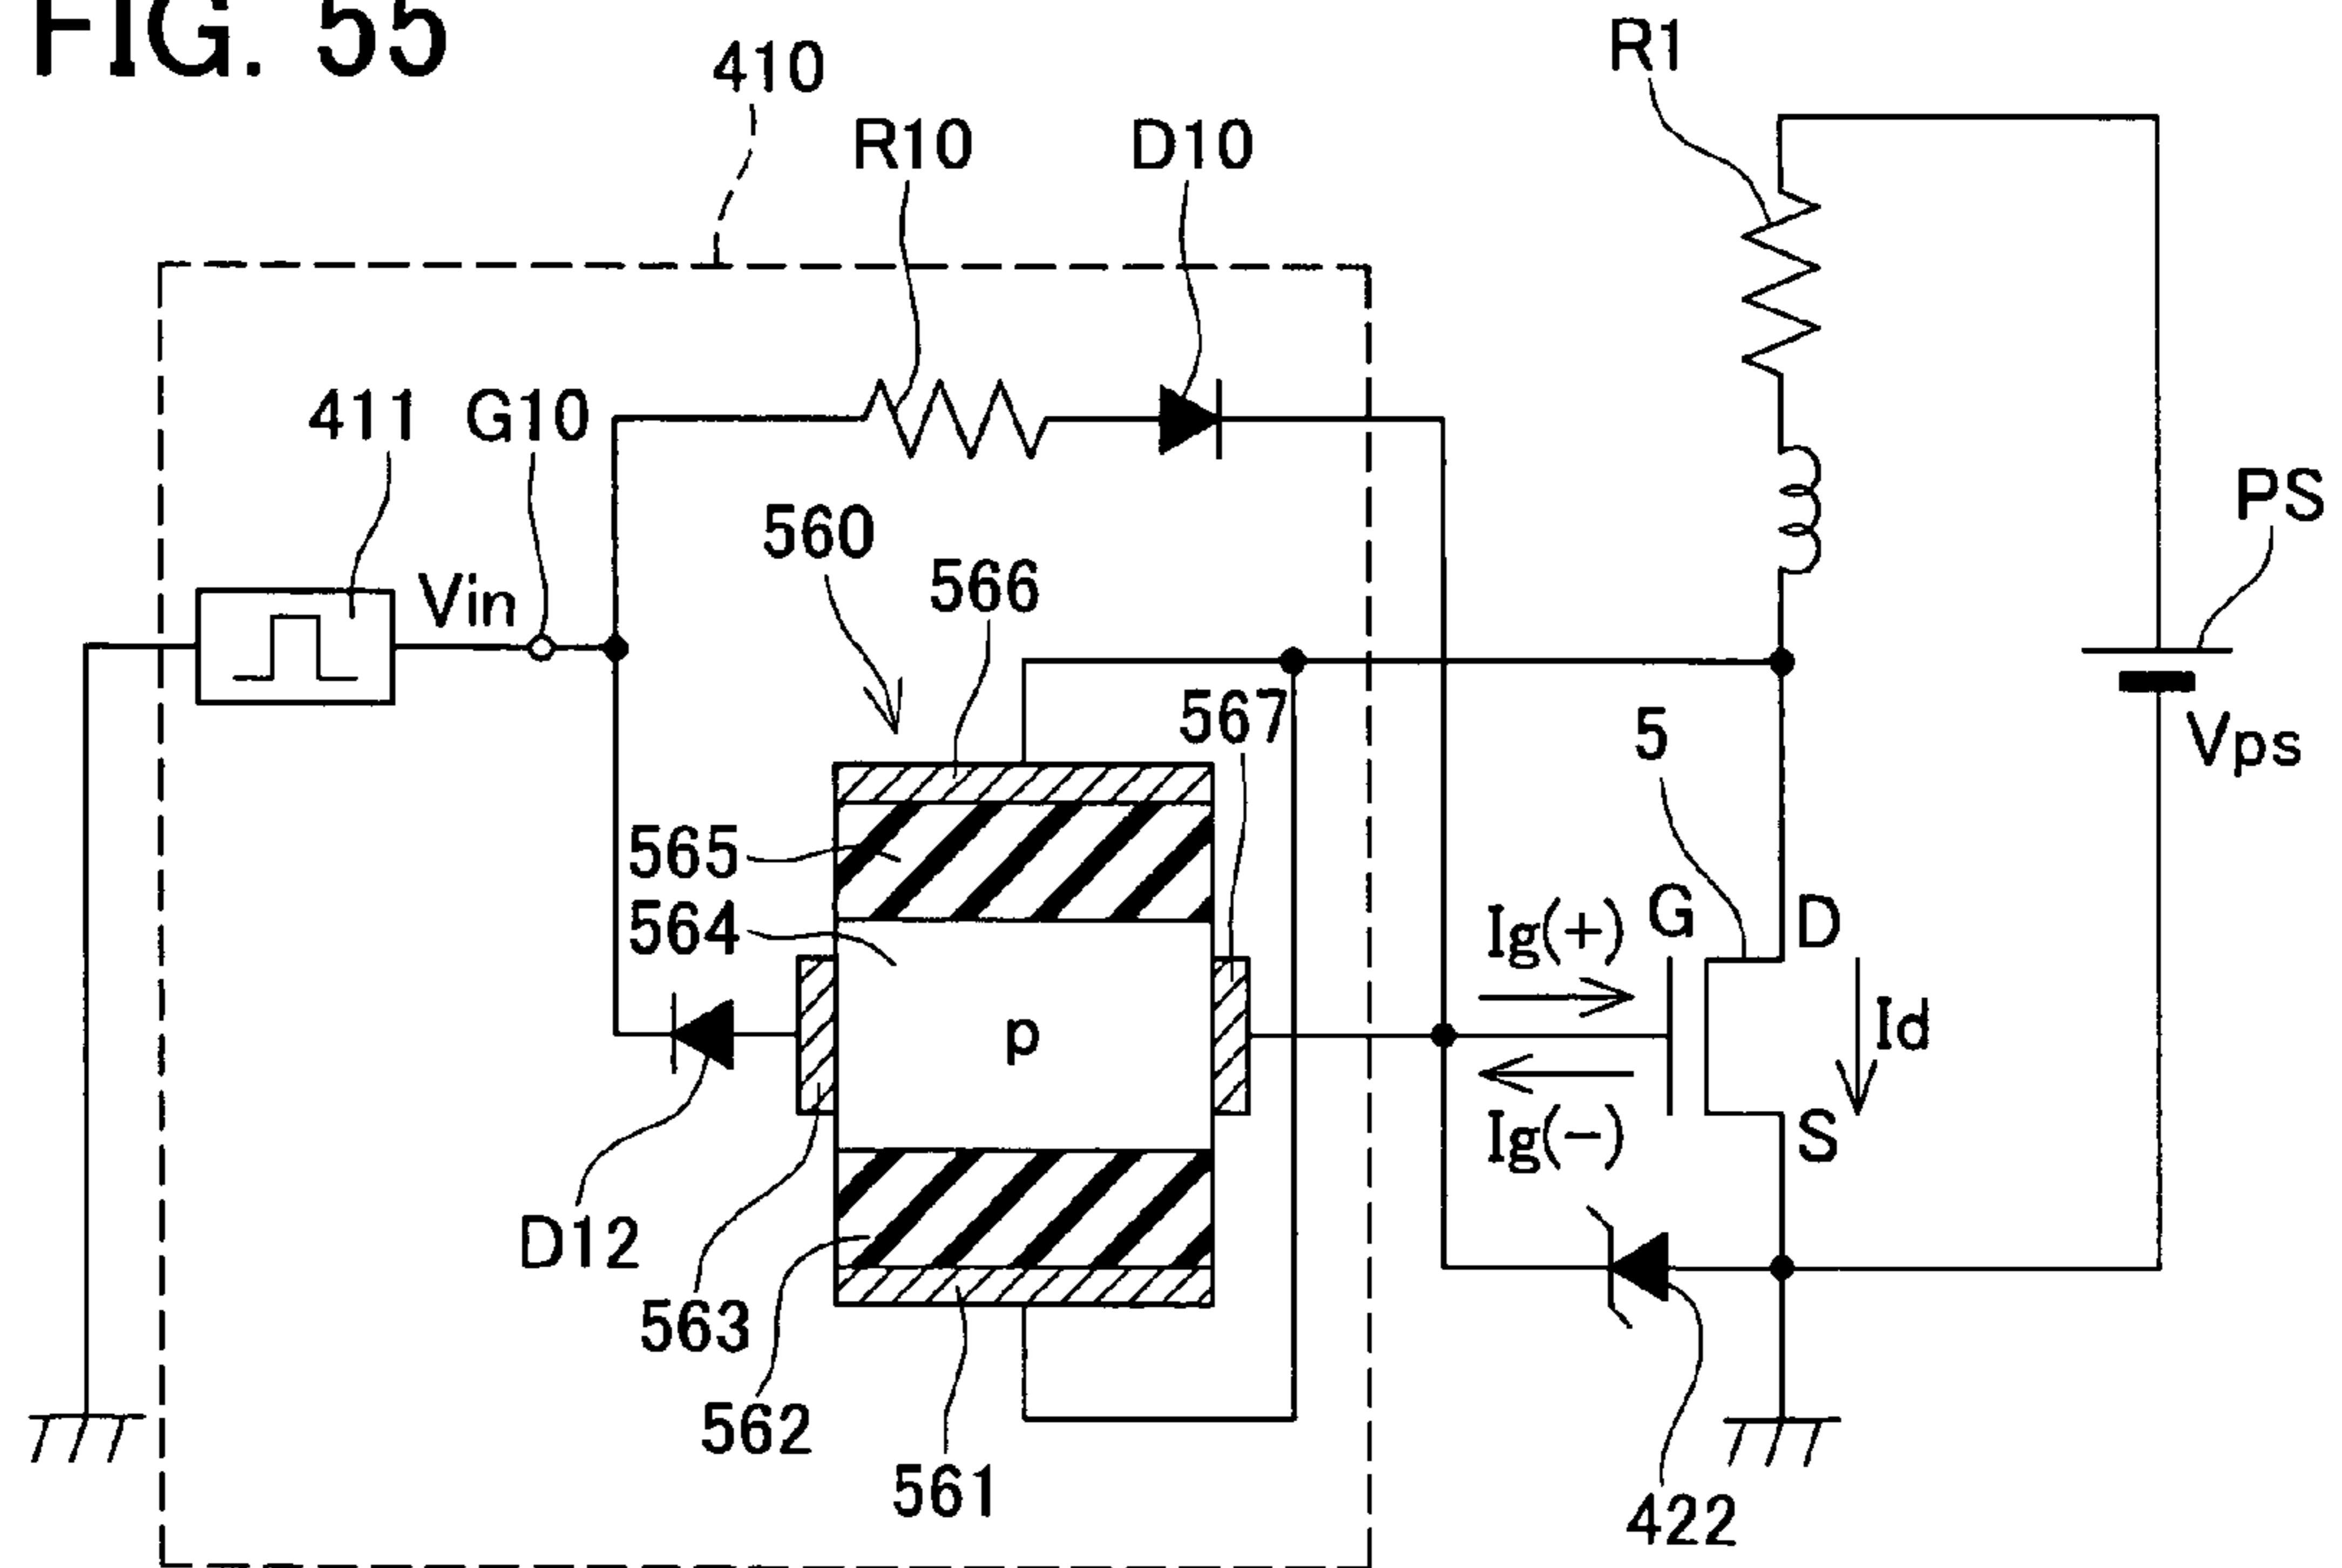 FIG. 55
410
R1
R10
D10
411
G10
PS
560
Vin
566
567
5
Vps
565
564
G
D
Ig(+)
p
Id
Ig(−)
S
D12
563
562
561
422